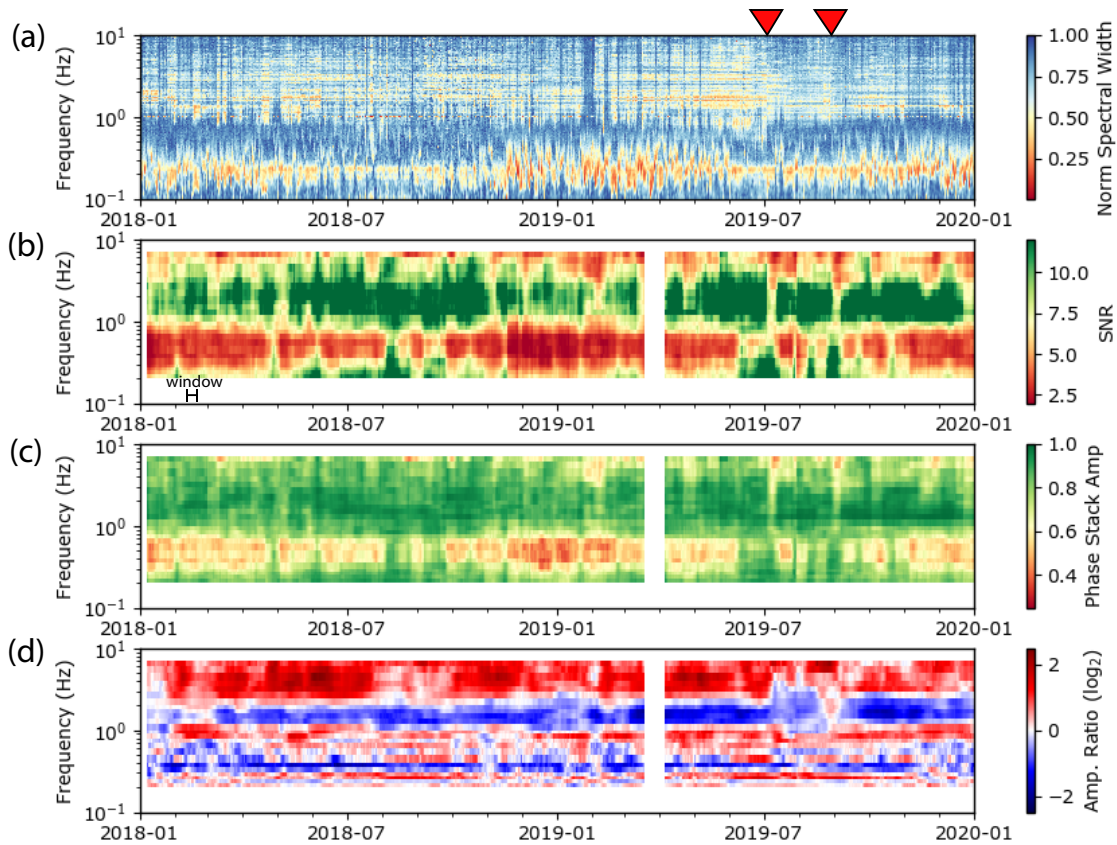 (a)
Frequency (Hz)
10¹
10⁰
10⁻¹
2018-01 2018-07 2019-01 2019-07 2020-01
1.00
0.75
0.50
0.25
Norm Spectral Width
(b)
Frequency (Hz)
10¹
10⁰
10⁻¹
window
2018-01 2018-07 2019-01 2019-07 2020-01
10.0
7.5
5.0
2.5
SNR
(c)
Frequency (Hz)
10¹
10⁰
10⁻¹
2018-01 2018-07 2019-01 2019-07 2020-01
1.0
0.8
0.6
0.4
Phase Stack Amp
(d)
Frequency (Hz)
10¹
10⁰
10⁻¹
2018-01 2018-07 2019-01 2019-07 2020-01
2
1
0
−1
−2
Amp. Ratio (log₂)